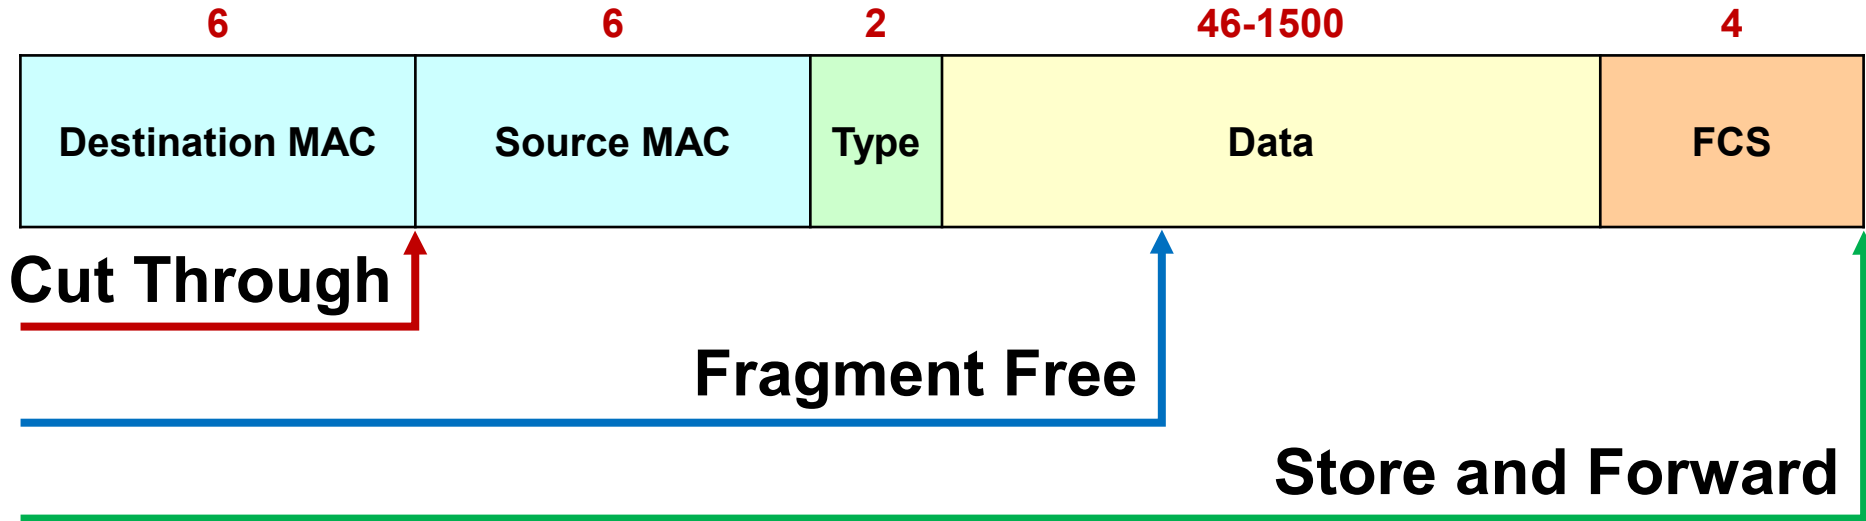 6 6 2 46-1500 4
Destination MAC Source MAC Type Data FCS
Cut Through
Fragment Free
Store and Forward